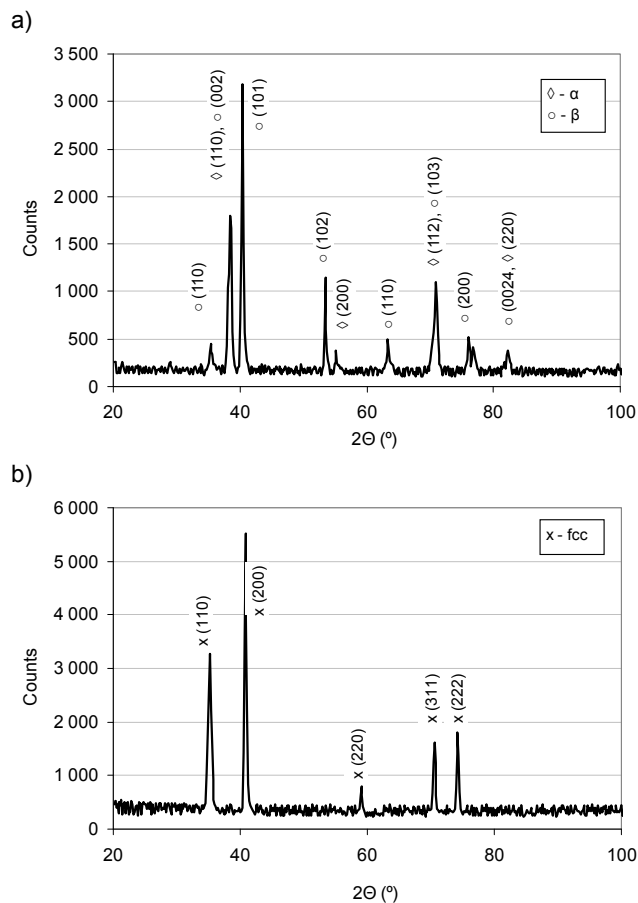 a)
3 500
3 000
2 500
2 000
1 500
1 000
500
0
Counts
○ (110)
◊ (110), ○ (002)
○ (101)
○ (102)
◊ (200)
○ (110)
◊ (112), ○ (103)
○ (200)
○ (0024, ◊ (220)
◊ - α
○ - β
20 40 60 80 100
2Θ (º)
b)
6 000
5 000
4 000
3 000
2 000
1 000
0
Counts
x (110)
x (200)
x (220)
x (311)
x (222)
x - fcc
20 40 60 80 100
2Θ (º)